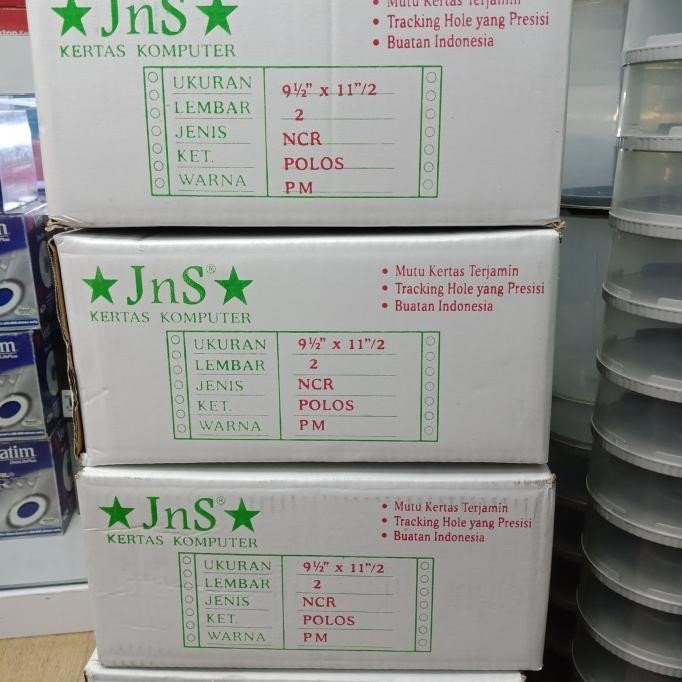 ★ JnS ★
KERTAS KOMPUTER
• Mutu Kertas Terjamin
• Tracking Hole yang Presisi
• Buatan Indonesia
UKURAN 9½" x 11"/2
LEMBAR 2
JENIS NCR
KET. POLOS
WARNA PM
★ JnS® ★
KERTAS KOMPUTER
• Mutu Kertas Terjamin
• Tracking Hole yang Presisi
• Buatan Indonesia
UKURAN 9½" x 11"/2
LEMBAR 2
JENIS NCR
KET. POLOS
WARNA PM
★ JnS® ★
KERTAS KOMPUTER
• Mutu Kertas Terjamin
• Tracking Hole yang Presisi
• Buatan Indonesia
UKURAN 9½" x 11"/2
LEMBAR 2
JENIS NCR
KET. POLOS
WARNA PM
atim